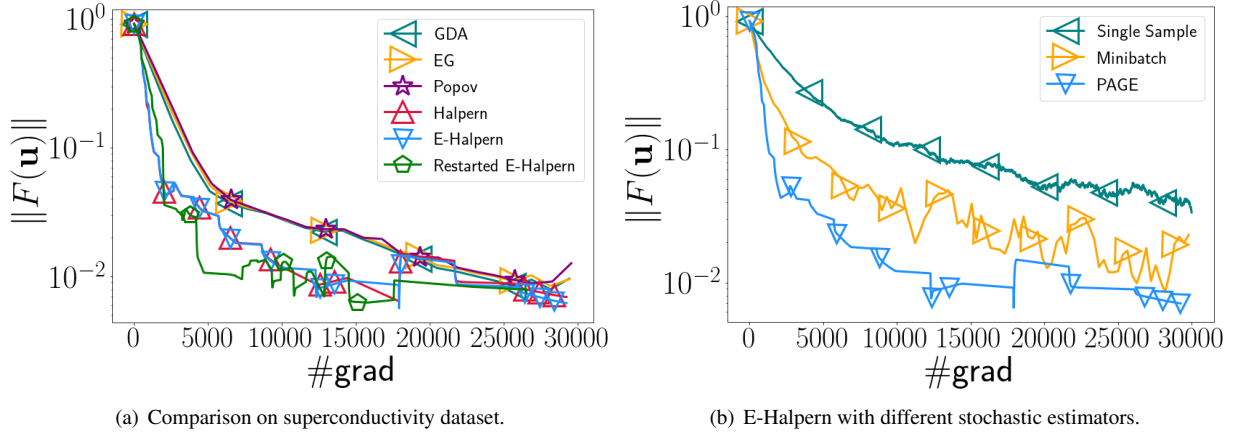 10^0
10^{-1}
10^{-2}
‖F(u)‖
GDA
EG
Popov
Halpern
E-Halpern
Restarted E-Halpern
0 5000 10000 15000 20000 25000 30000
#grad
(a) Comparison on superconductivity dataset.
10^0
10^{-1}
10^{-2}
‖F(u)‖
Single Sample
Minibatch
PAGE
0 5000 10000 15000 20000 25000 30000
#grad
(b) E-Halpern with different stochastic estimators.